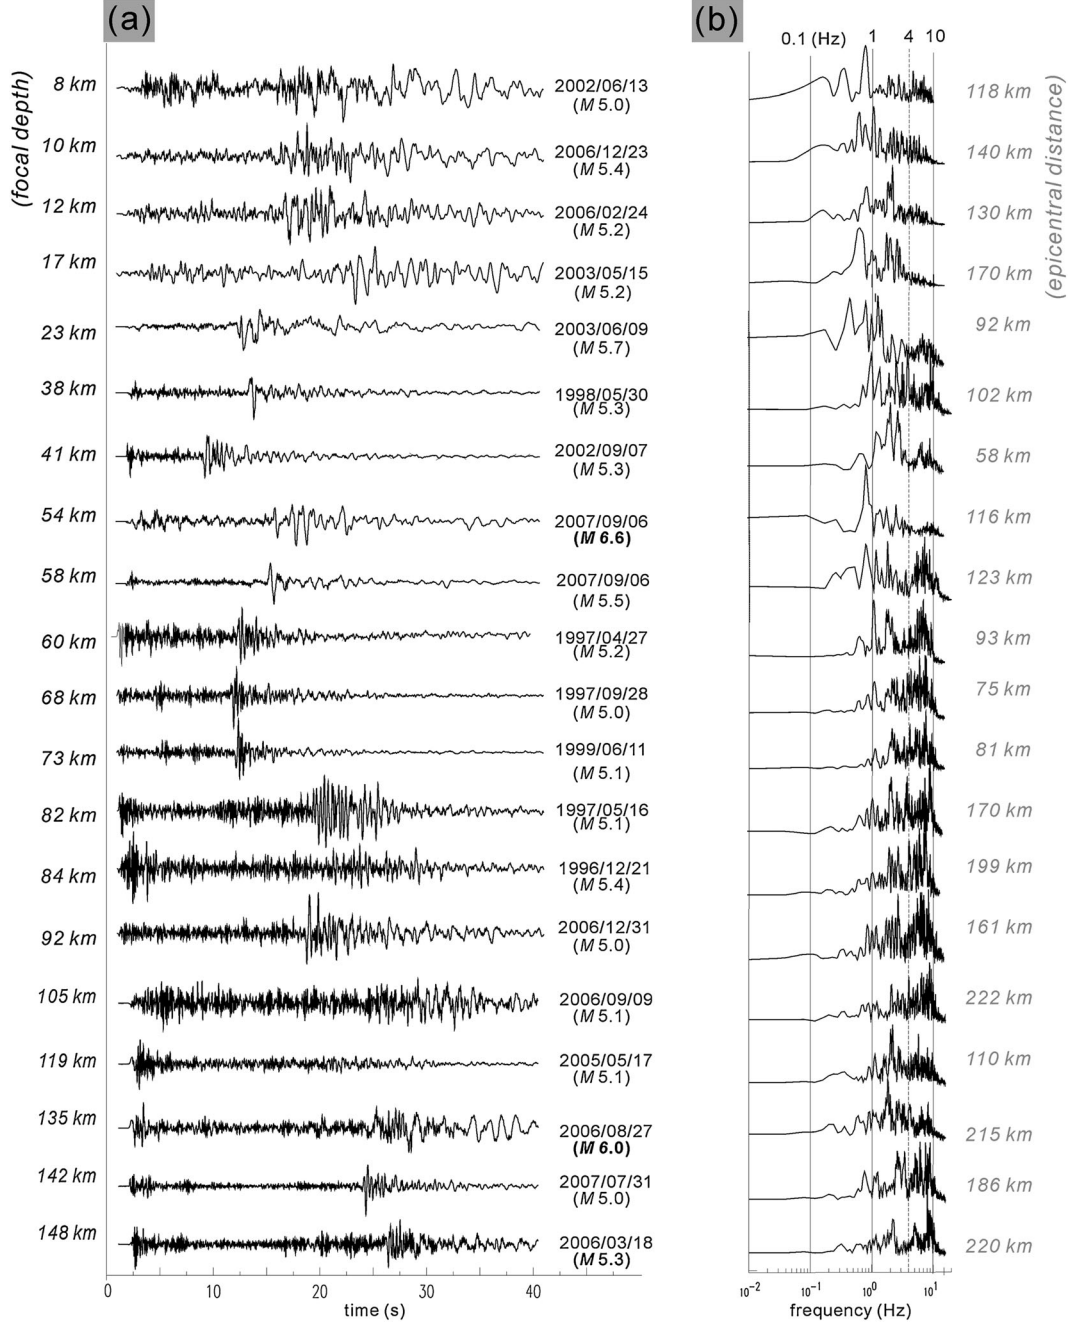 (a)
(b)
0.1 (Hz) 1 4 10
(focal depth)
(epicentral distance)
8 km 2002/06/13 118 km
(M 5.0)
10 km 2006/12/23 140 km
(M 5.4)
12 km 2006/02/24 130 km
(M 5.2)
17 km 2003/05/15 170 km
(M 5.2)
23 km 2003/06/09 92 km
(M 5.7)
38 km 1998/05/30 102 km
(M 5.3)
41 km 2002/09/07 58 km
(M 5.3)
54 km 2007/09/06 116 km
(M 6.6)
58 km 2007/09/06 123 km
(M 5.5)
60 km 1997/04/27 93 km
(M 5.2)
68 km 1997/09/28 75 km
(M 5.0)
73 km 1999/06/11 81 km
(M 5.1)
82 km 1997/05/16 170 km
(M 5.1)
84 km 1996/12/21 199 km
(M 5.4)
92 km 2006/12/31 161 km
(M 5.0)
105 km 2006/09/09 222 km
(M 5.1)
119 km 2005/05/17 110 km
(M 5.1)
135 km 2006/08/27 215 km
(M 6.0)
142 km 2007/07/31 186 km
(M 5.0)
148 km 2006/03/18 220 km
(M 5.3)
0 10 20 30 40
time (s)
10⁻² 10⁻¹ 10⁰ 10¹
frequency (Hz)